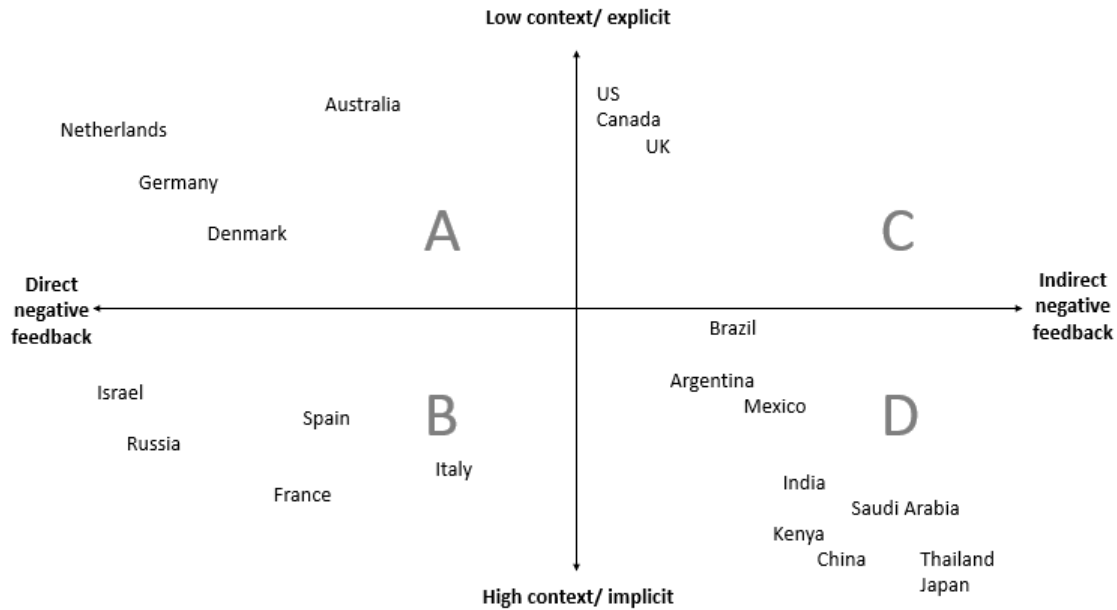 Low context/ explicit
US
Australia
Canada
Netherlands
UK
Germany
Denmark
A
C
Direct
negative
feedback
Indirect
negative
feedback
Brazil
Argentina
Israel
Mexico
Spain
B
D
Russia
Italy
India
France
Saudi Arabia
Kenya
China
Thailand
Japan
High context/ implicit